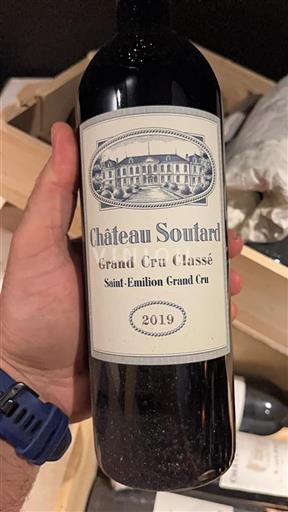 Château Soutard
Grand Cru Classé
Saint-Emilion Grand Cru
2019